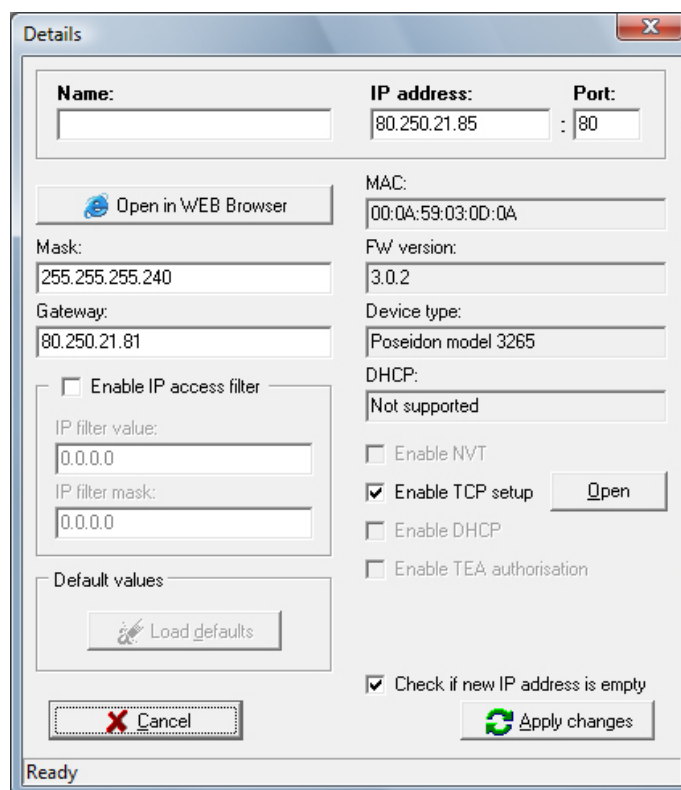 Details
Name:
IP address:
Port:
80.250.21.85
:
80
Open in WEB Browser
MAC:
00:0A:59:03:0D:0A
Mask:
255.255.255.240
FW version:
3.0.2
Gateway:
80.250.21.81
Device type:
Poseidon model 3265
DHCP:
Not supported
Enable IP access filter
IP filter value:
0.0.0.0
IP filter mask:
0.0.0.0
Enable NVT
Enable TCP setup
Open
Enable DHCP
Enable TEA authorisation
Default values
Load defaults
Check if new IP address is empty
Cancel
Apply changes
Ready